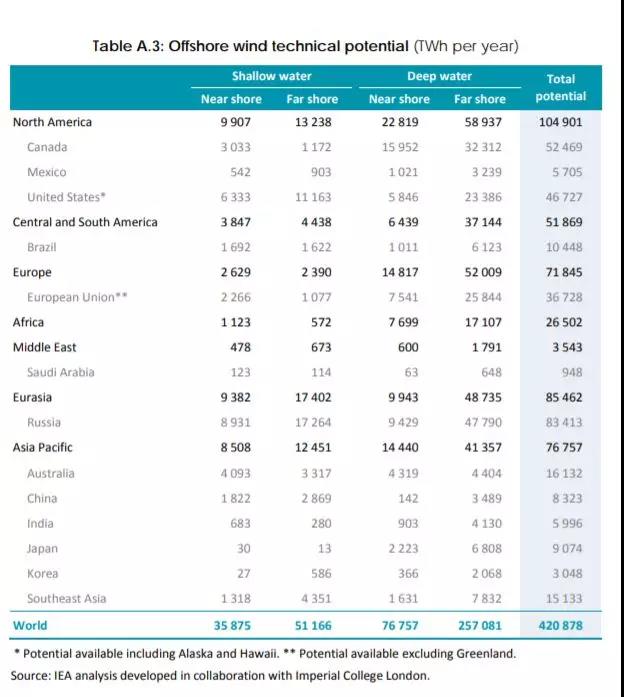 Table A.3: Offshore wind technical potential (TWh per year)
Shallow water Deep water Total potential
Near shore Far shore Near shore Far shore
North America 9 907 13 238 22 819 58 937 104 901
Canada 3 033 1 172 15 952 32 312 52 469
Mexico 542 903 1 021 3 239 5 705
United States* 6 333 11 163 5 846 23 386 46 727
Central and South America 3 847 4 438 6 439 37 144 51 869
Brazil 1 692 1 622 1 011 6 123 10 448
Europe 2 629 2 390 14 817 52 009 71 845
European Union** 2 266 1 077 7 541 25 844 36 728
Africa 1 123 572 7 699 17 107 26 502
Middle East 478 673 600 1 791 3 543
Saudi Arabia 123 114 63 648 948
Eurasia 9 382 17 402 9 943 48 735 85 462
Russia 8 931 17 264 9 429 47 790 83 413
Asia Pacific 8 508 12 451 14 440 41 357 76 757
Australia 4 093 3 317 4 319 4 404 16 132
China 1 822 2 869 142 3 489 8 323
India 683 280 903 4 130 5 996
Japan 30 13 2 223 6 808 9 074
Korea 27 586 366 2 068 3 048
Southeast Asia 1 318 4 351 1 631 7 832 15 133
World 35 875 51 166 76 757 257 081 420 878
* Potential available including Alaska and Hawaii. ** Potential available excluding Greenland.
Source: IEA analysis developed in collaboration with Imperial College London.